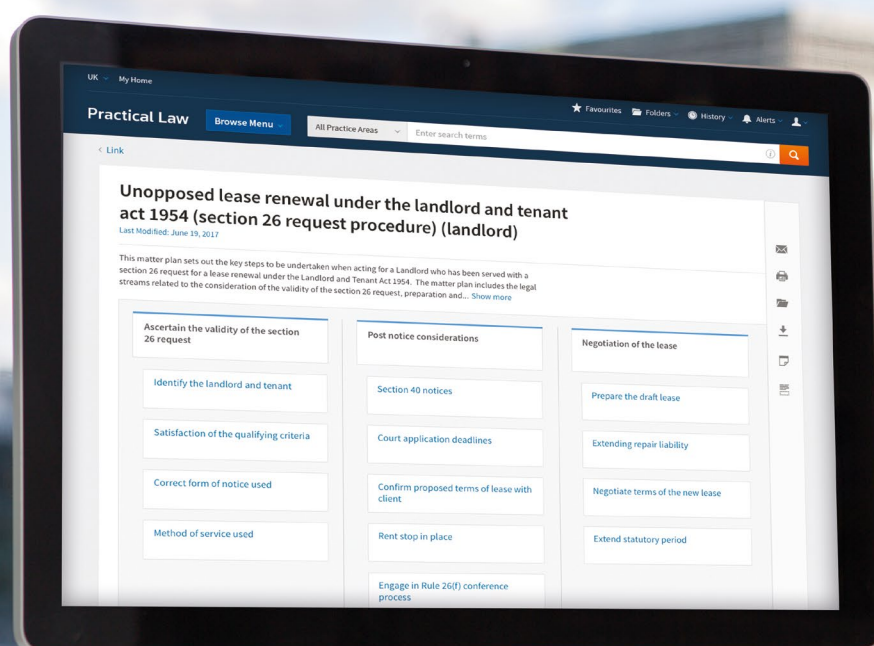 UK
My Home
Favourites
Folders
History
Alerts
Practical Law
Browse Menu
All Practice Areas
Enter search terms
< Link
Unopposed lease renewal under the landlord and tenant
act 1954 (section 26 request procedure) (landlord)
Last Modified: June 19, 2017
This matter plan sets out the key steps to be undertaken when acting for a Landlord who has been served with a
section 26 request for a lease renewal under the Landlord and Tenant Act 1954. The matter plan includes the legal
streams related to the consideration of the validity of the section 26 request, preparation and... Show more
Ascertain the validity of the section
26 request
Identify the landlord and tenant
Satisfaction of the qualifying criteria
Correct form of notice used
Method of service used
Post notice considerations
Section 40 notices
Court application deadlines
Confirm proposed terms of lease with
client
Rent stop in place
Engage in Rule 26(f) conference
process
Negotiation of the lease
Prepare the draft lease
Extending repair liability
Negotiate terms of the new lease
Extend statutory period